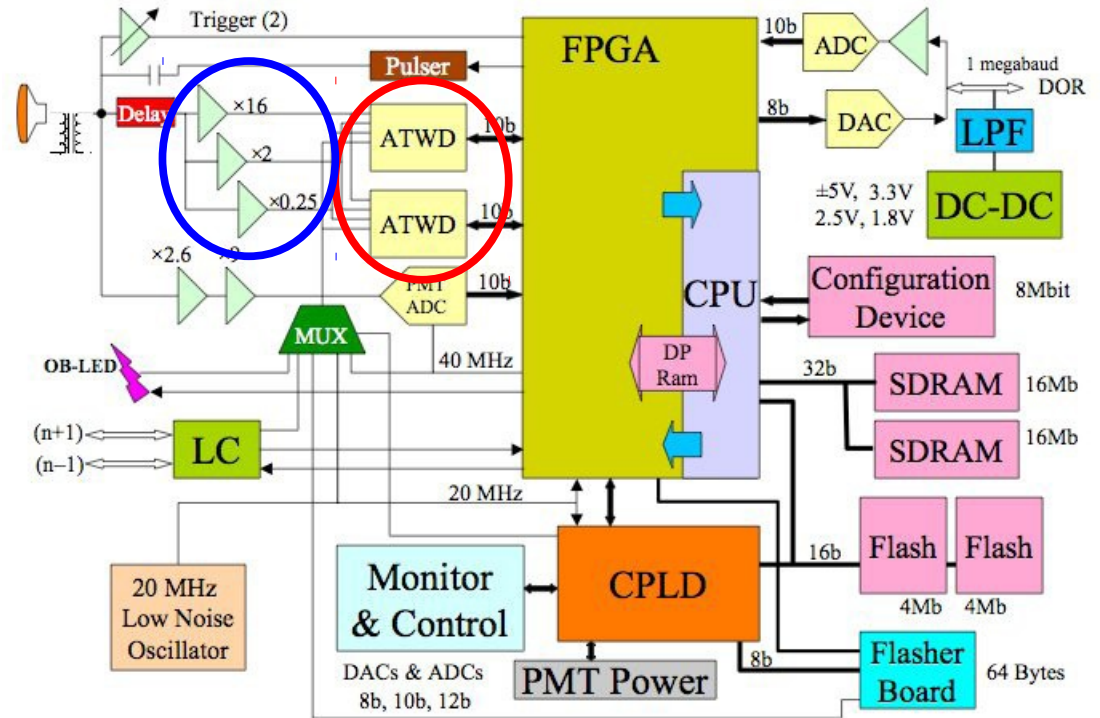 Trigger (2)
FPGA
10b
ADC
Pulser
1 megabaud
DOR
Delay
×16
ATWD
10b
8b
DAC
LPF
×2
×0.25
ATWD
10b
±5V, 3.3V
2.5V, 1.8V
DC-DC
×2.6
×9
PMT
ADC
10b
CPU
Configuration
Device
8Mbit
MUX
OB-LED
40 MHz
DP
Ram
32b
SDRAM
16Mb
(n+1)
(n−1)
LC
SDRAM
16Mb
20 MHz
20 MHz
Low Noise
Oscillator
Monitor
& Control
CPLD
16b
Flash
Flash
4Mb
4Mb
DACs & ADCs
8b, 10b, 12b
PMT Power
8b
Flasher
Board
64 Bytes